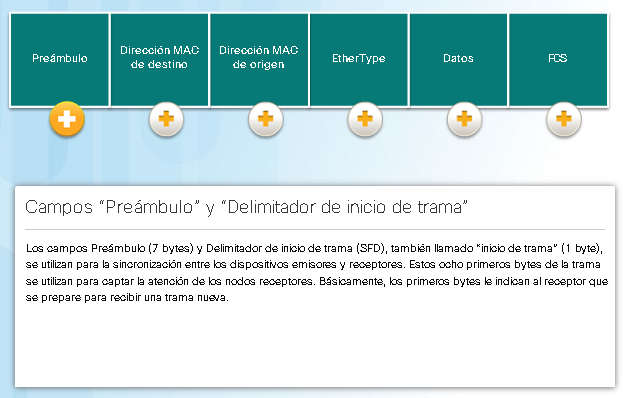 Preámbulo
Dirección MAC
de destino
Dirección MAC
de origen
EtherType
Datos
FCS
Campos “Preámbulo” y “Delimitador de inicio de trama”
Los campos Preámbulo (7 bytes) y Delimitador de inicio de trama (SFD), también llamado “inicio de trama” (1 byte),
se utilizan para la sincronización entre los dispositivos emisores y receptores. Estos ocho primeros bytes de la trama
se utilizan para captar la atención de los nodos receptores. Básicamente, los primeros bytes le indican al receptor que
se prepare para recibir una trama nueva.